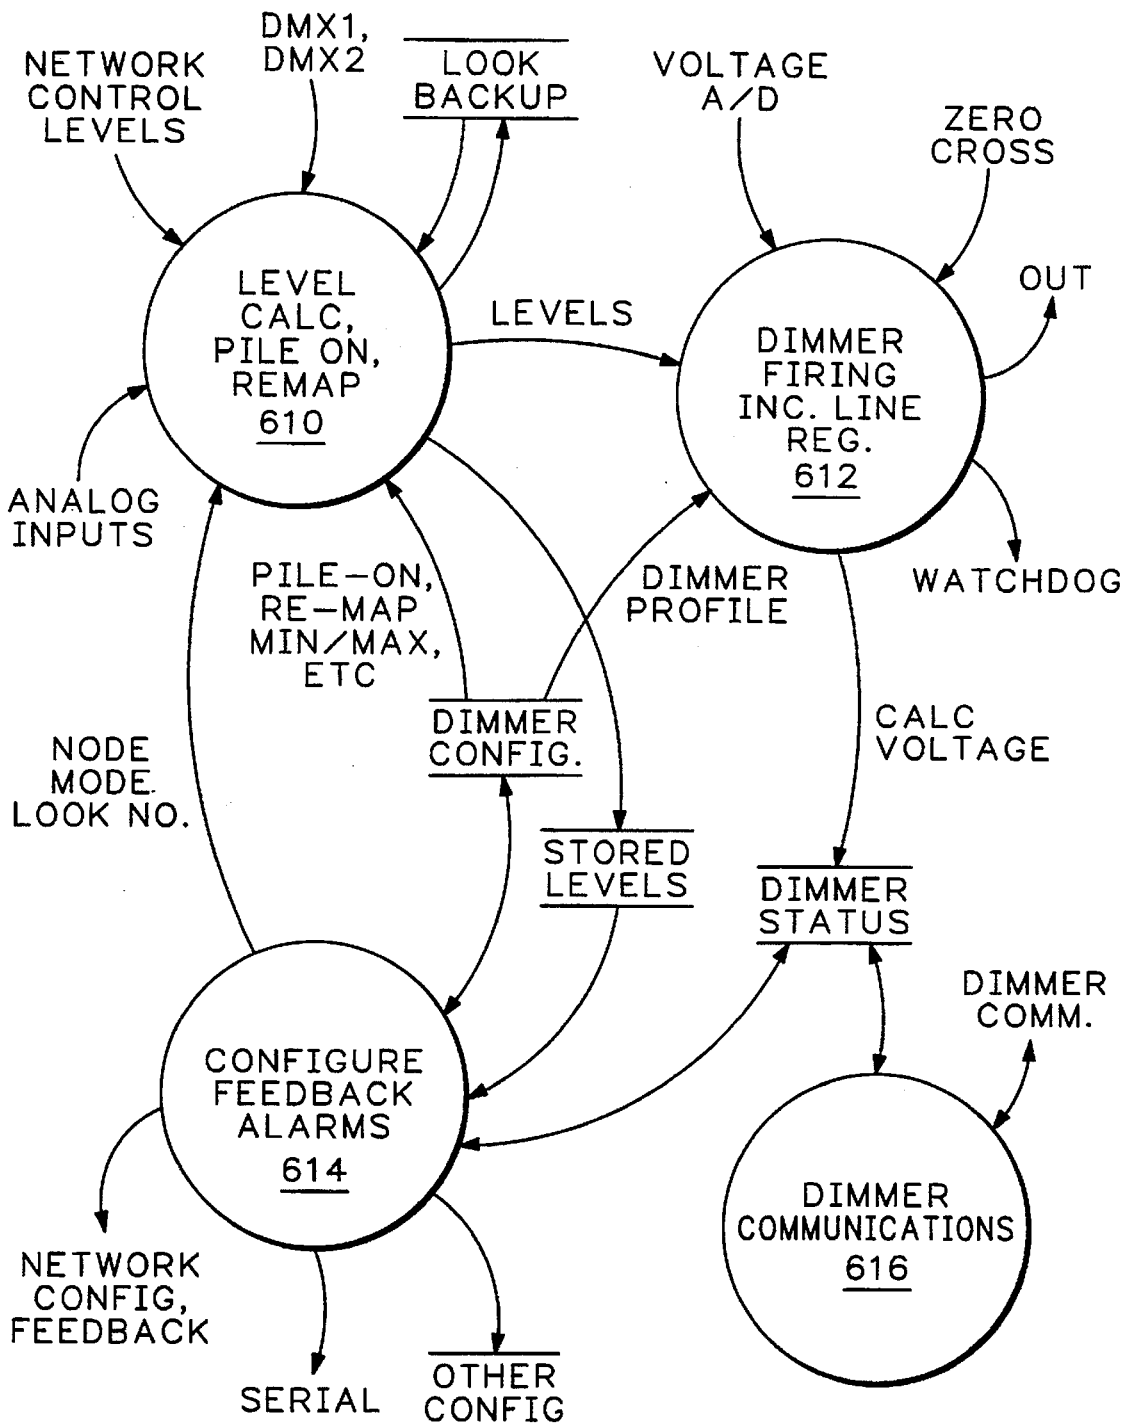 NETWORK
CONTROL
LEVELS
DMX1,
DMX2
LOOK
BACKUP
VOLTAGE
A/D
ZERO
CROSS
OUT
LEVEL
CALC,
PILE ON,
REMAP
610
LEVELS
DIMMER
FIRING
INC. LINE
REG.
612
ANALOG
INPUTS
WATCHDOG
PILE-ON,
RE-MAP
MIN/MAX,
ETC
DIMMER
PROFILE
DIMMER
CONFIG.
NODE
MODE
LOOK NO.
CALC
VOLTAGE
STORED
LEVELS
DIMMER
STATUS
DIMMER
COMM.
CONFIGURE
FEEDBACK
ALARMS
614
DIMMER
COMMUNICATIONS
616
NETWORK
CONFIG,
FEEDBACK
SERIAL
OTHER
CONFIG